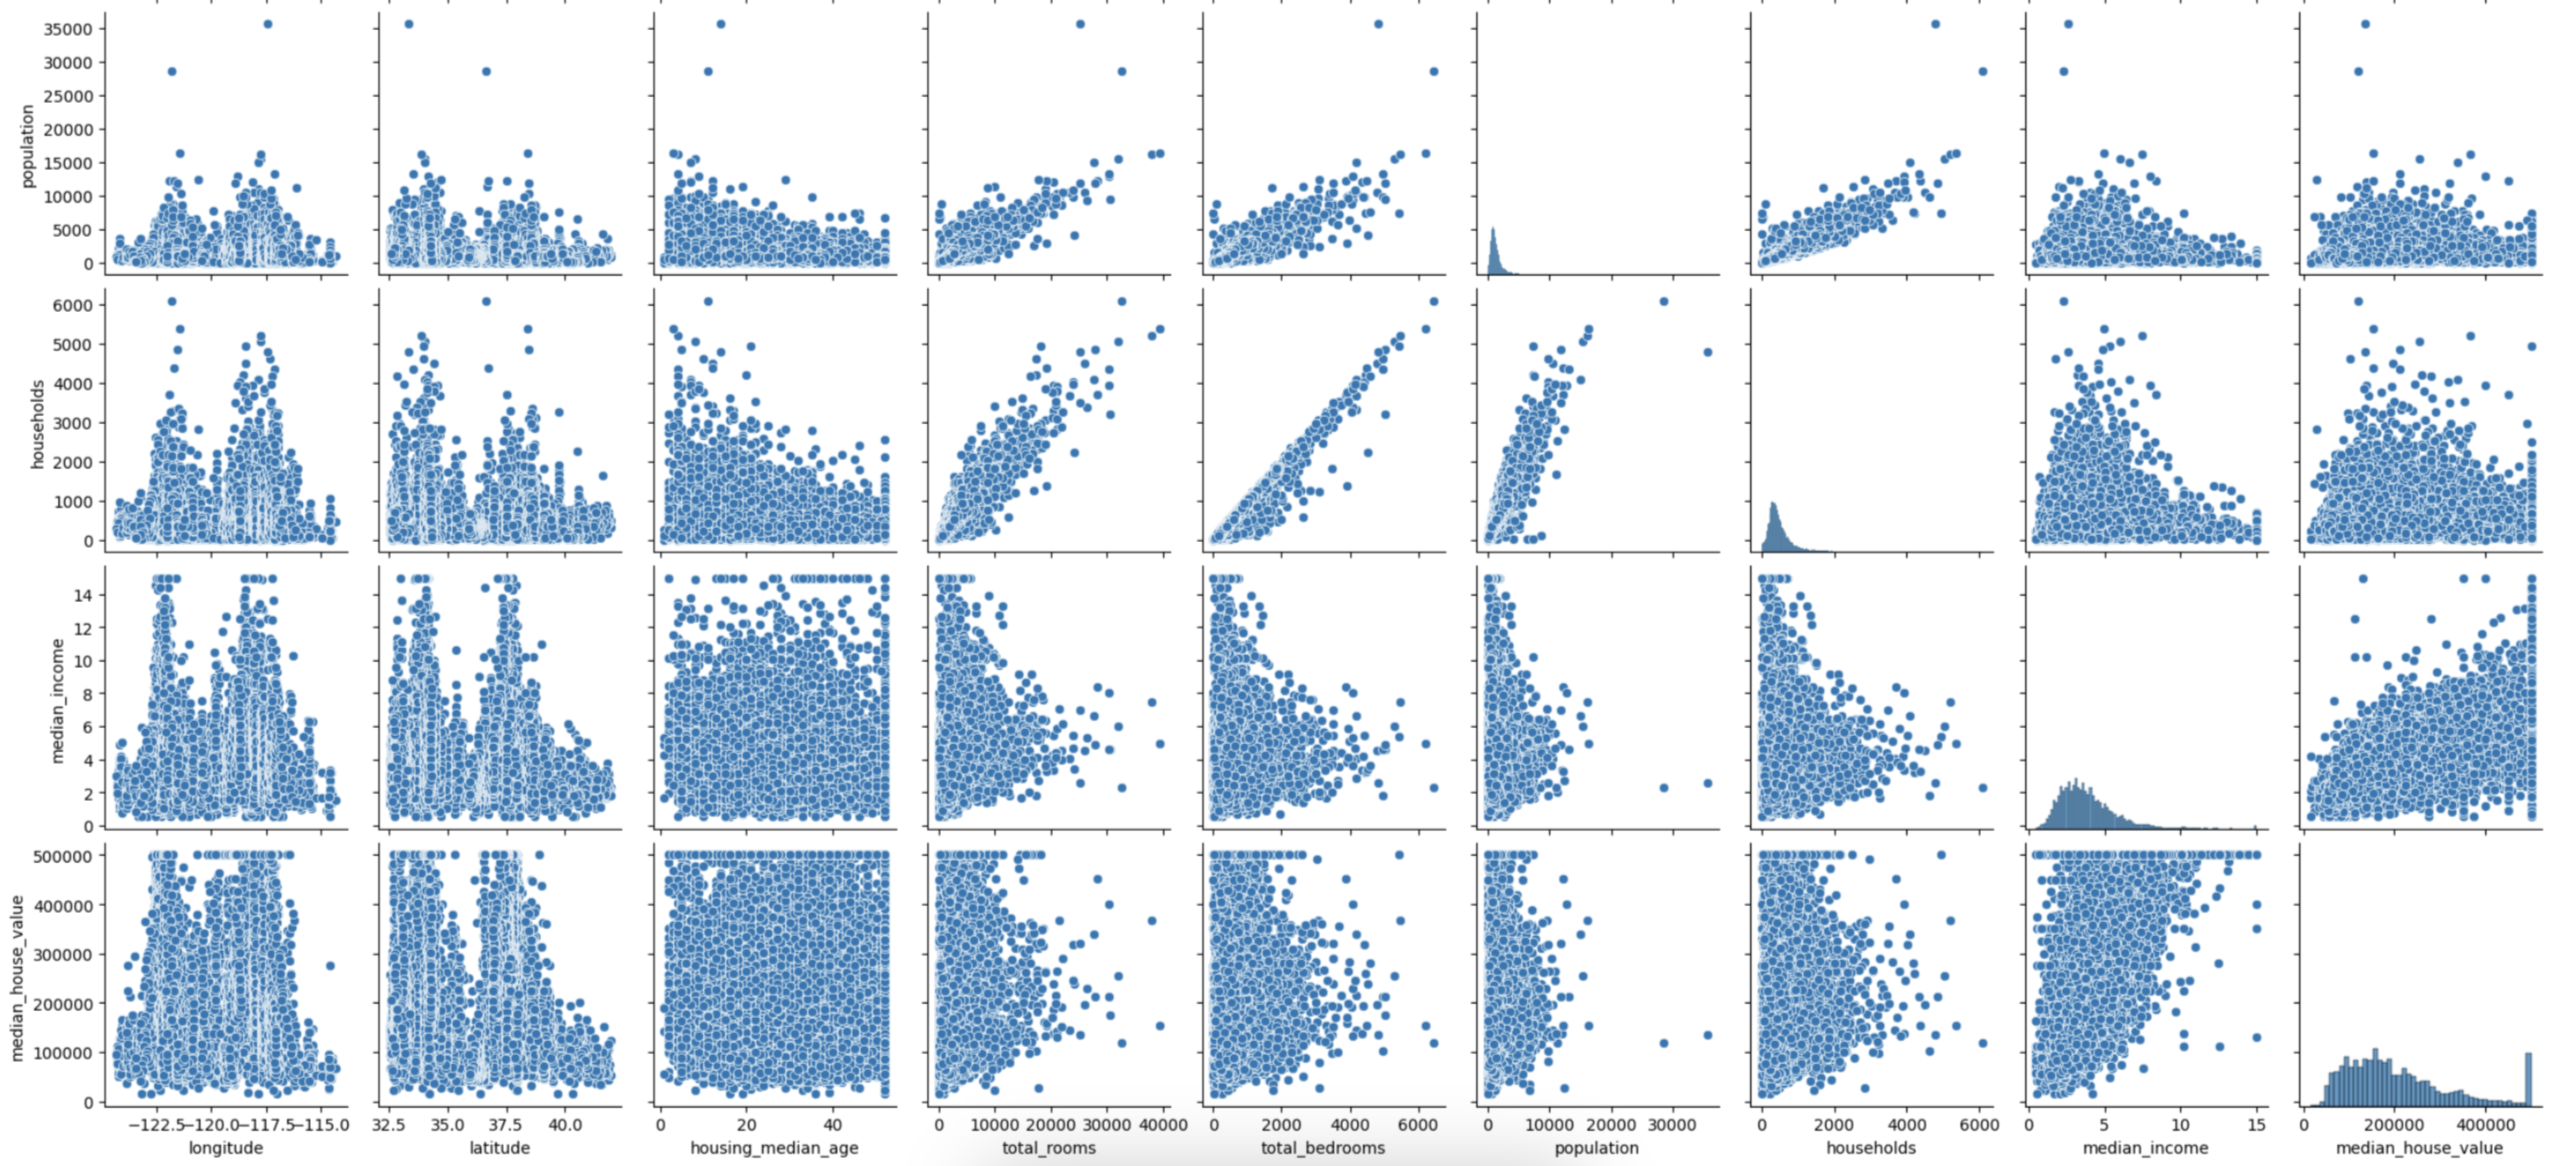 35000
30000
25000
20000
15000
10000
5000
0
population
6000
5000
4000
3000
2000
1000
0
households
14
12
10
8
6
4
2
0
median_income
500000
400000
300000
200000
100000
0
median_house_value
−122.5 −120.0 −117.5 −115.0
longitude
32.5 35.0 37.5 40.0
latitude
0 20 40
housing_median_age
0 10000 20000 30000 40000
total_rooms
0 2000 4000 6000
total_bedrooms
0 10000 20000 30000
population
0 2000 4000 6000
households
0 5 10 15
median_income
0 200000 400000
median_house_value